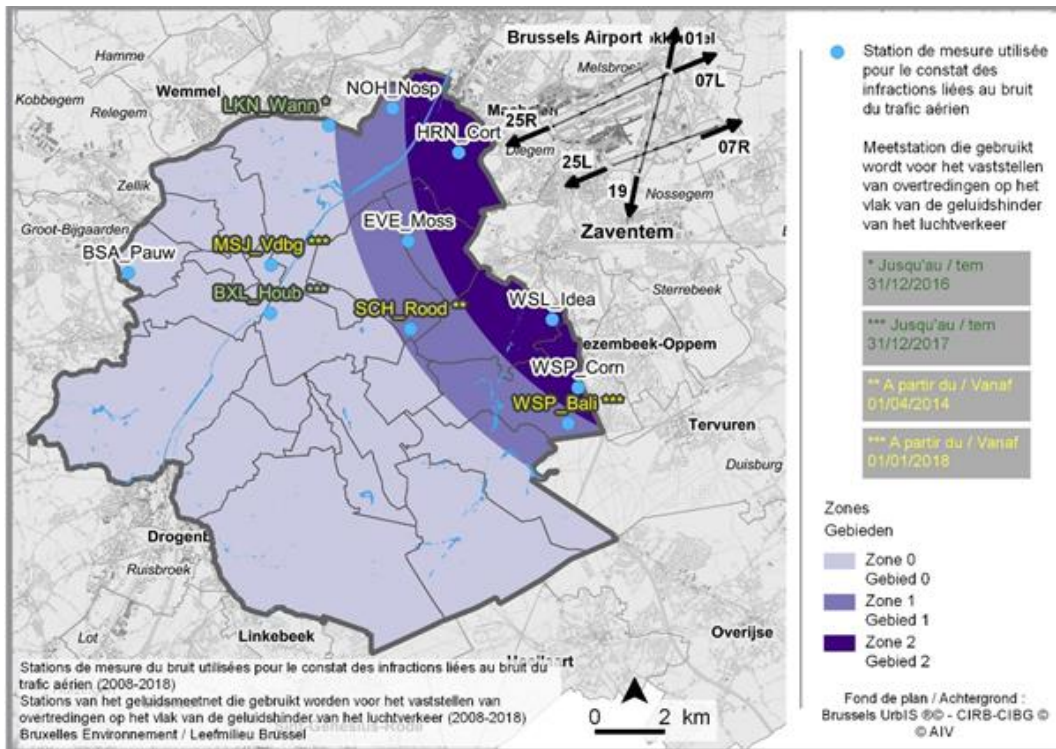 Hamme
Kobbegem
Relegem
Wemmel
LKN_Wann *
NOH_Nosp
HRN_Cort
Brussels Airport
01
Melsbroek
07L
25R
Diegem
25L
07R
19
Nossegem
Zaventem
Zellik
Groot-Bijgaarden
BSA_Pauw
MSJ_Vdbg ***
EVE_Moss
BXL_Houb ***
SCH_Rood **
WSL_Idea
Sterrebeek
ezembeek-Oppem
WSP_Corn
WSP_Bali ***
Tervuren
Duisburg
Drogenb
Ruisbroek
Lot
Linkebeek
Overijse
Stations de mesure du bruit utilisées pour le constat des infractions liées au bruit du
trafic aérien (2008-2018)
Stations van het geluidsmeetnet die gebruikt worden voor het vaststellen van
overtredingen op het vlak van de geluidshinder van het luchtverkeer (2008-2018)
Bruxelles Environnement / Leefmilieu Brussel
0 2 km
Station de mesure utilisée
pour le constat des
infractions liées au bruit
du trafic aérien
Meetstation die gebruikt
wordt voor het vaststellen
van overtredingen op het
vlak van de geluidshinder
van het luchtverkeer
* Jusqu'au / tem
31/12/2016
*** Jusqu'au / tem
31/12/2017
** A partir du / Vanaf
01/04/2014
*** A partir du / Vanaf
01/01/2018
Zones
Gebieden
Zone 0
Gebied 0
Zone 1
Gebied 1
Zone 2
Gebied 2
Fond de plan / Achtergrond :
Brussels UrbIS ®© - CIRB-CIBG ©
© AIV